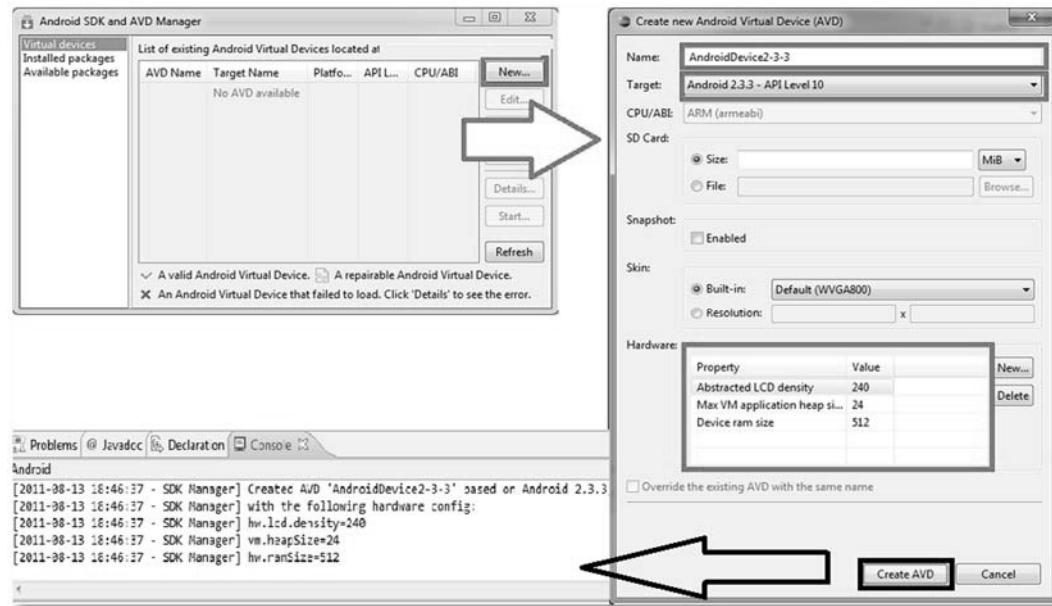 Android SDK and AVD Manager
Virtual devices
Installed packages
Available packages
List of existing Android Virtual Devices located at
AVD Name Target Name Platfo... API L... CPU/ABI
No AVD available
New...
Edit...
Details...
Start...
Refresh
A valid Android Virtual Device. A repairable Android Virtual Device.
An Android Virtual Device that failed to load. Click 'Details' to see the error.
Create new Android Virtual Device (AVD)
Name: AndroidDevice2-3-3
Target: Android 2.3.3 - API Level 10
CPU/ABI: ARM (armeabi)
SD Card:
Size: MiB
File: Browse...
Snapshot:
Enabled
Skin:
Built-in: Default (WVGA800)
Resolution: x
Hardware:
Property Value
Abstracted LCD density 240
Max VM application heap si... 24
Device ram size 512
New...
Delete
Override the existing AVD with the same name
Create AVD Cancel
Problems @ Javadoc Declaration Console
Android
[2011-08-13 18:46:37 - SDK Manager] Created AVD 'AndroidDevice2-3-3' based on Android 2.3.3
[2011-08-13 18:46:37 - SDK Manager] with the following hardware config:
[2011-08-13 18:46:37 - SDK Manager] hw.lcd.density=240
[2011-08-13 18:46:37 - SDK Manager] vm.heapSize=24
[2011-08-13 18:46:37 - SDK Manager] hw.ramSize=512